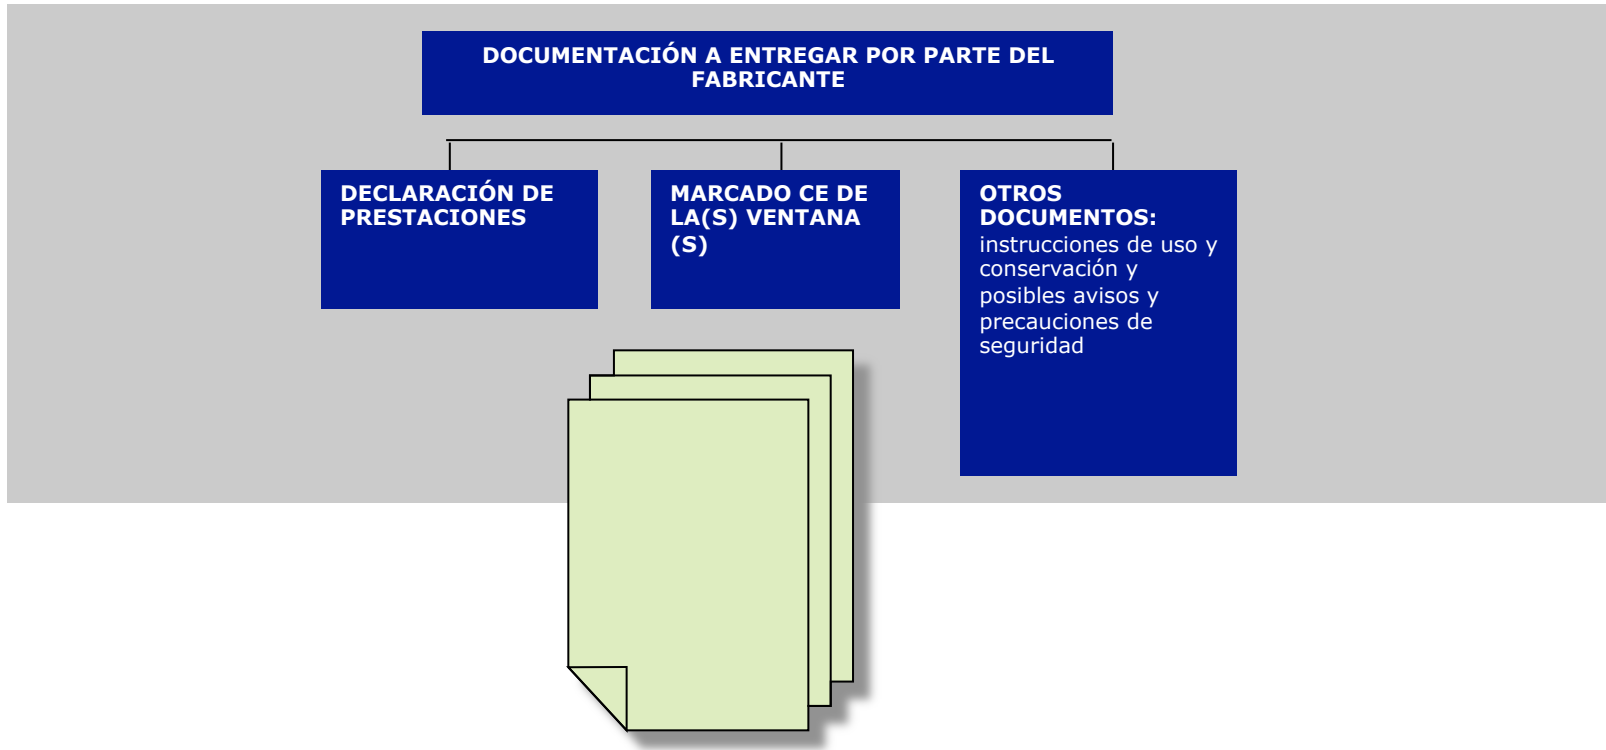 DOCUMENTACIÓN A ENTREGAR POR PARTE DEL
FABRICANTE
DECLARACIÓN DE
PRESTACIONES
MARCADO CE DE
LA(S) VENTANA
(S)
OTROS
DOCUMENTOS:
instrucciones de uso y
conservación y
posibles avisos y
precauciones de
seguridad